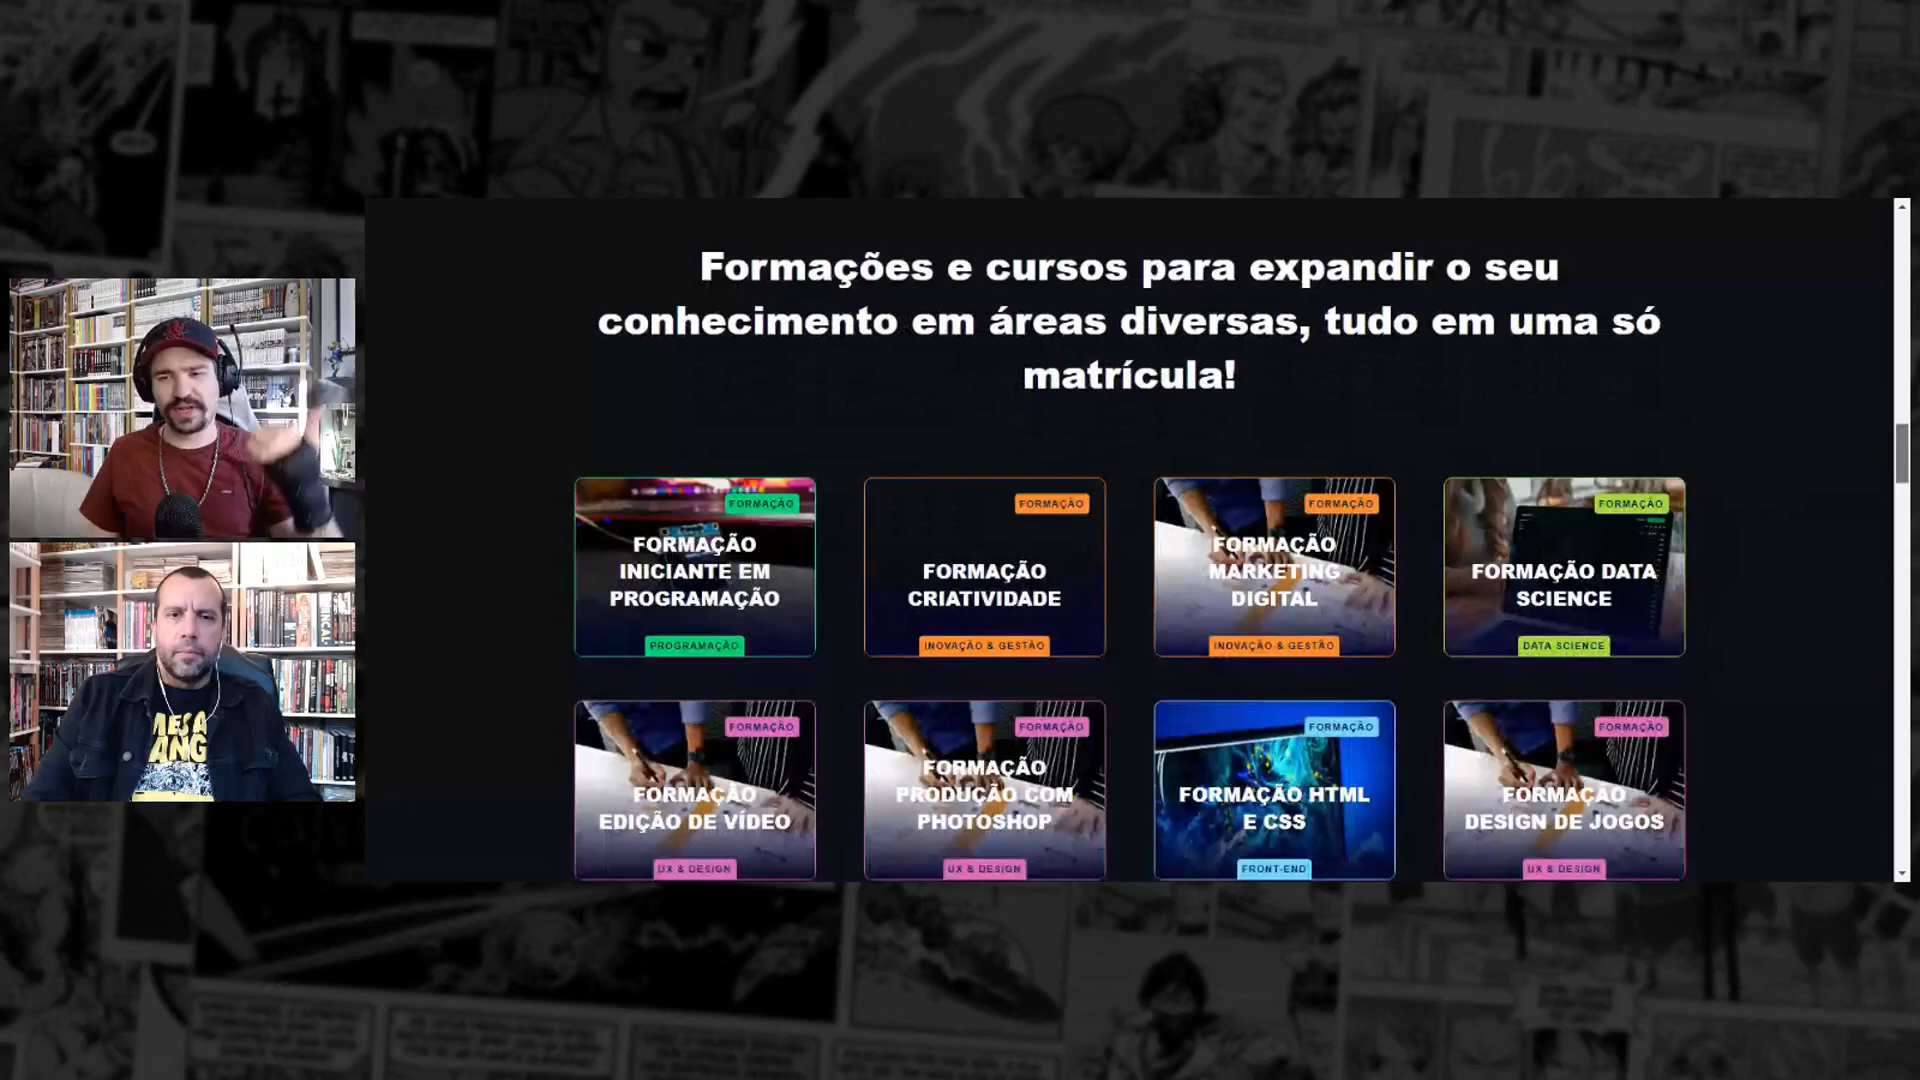 Formações e cursos para expandir o seu
conhecimento em áreas diversas, tudo em uma só
matrícula!
FORMAÇÃO
FORMAÇÃO
INICIANTE EM
PROGRAMAÇÃO
PROGRAMAÇÃO
FORMAÇÃO
FORMAÇÃO
CRIATIVIDADE
INOVAÇÃO & GESTÃO
FORMAÇÃO
FORMAÇÃO
MARKETING
DIGITAL
INOVAÇÃO & GESTÃO
FORMAÇÃO
FORMAÇÃO DATA
SCIENCE
DATA SCIENCE
FORMAÇÃO
FORMAÇÃO
EDIÇÃO DE VÍDEO
UX & DESIGN
FORMAÇÃO
FORMAÇÃO
PRODUÇÃO COM
PHOTOSHOP
UX & DESIGN
FORMAÇÃO
FORMAÇÃO HTML
E CSS
FRONT-END
FORMAÇÃO
FORMAÇÃO
DESIGN DE JOGOS
UX & DESIGN